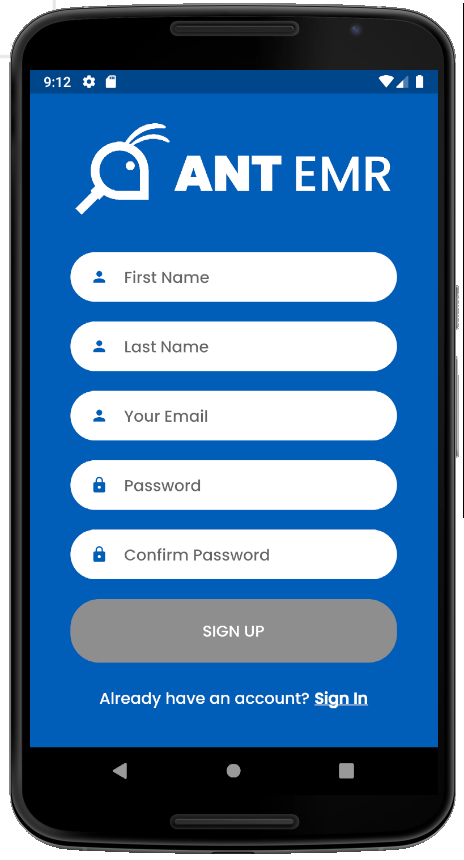 9:12
ANT EMR
First Name
Last Name
Your Email
Password
Confirm Password
SIGN UP
Already have an account? Sign In